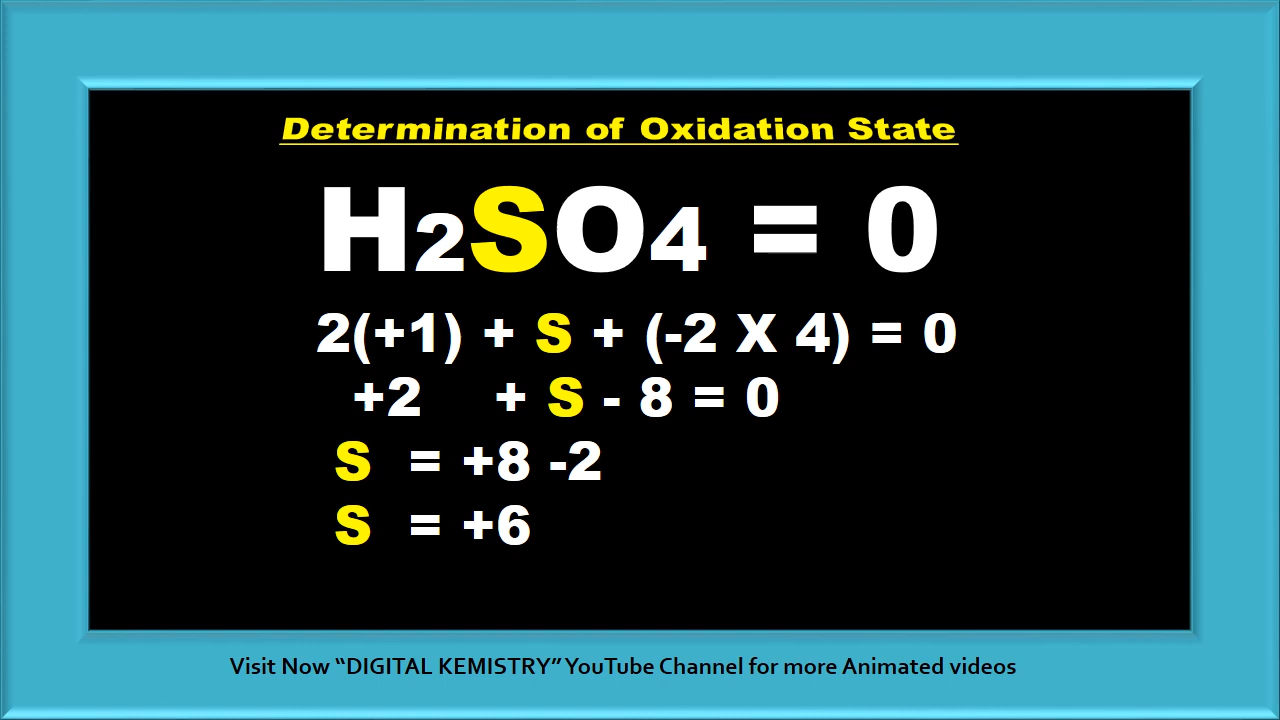 Determination of Oxidation State
H2SO4 = 0
2(+1) + S + (-2 X 4) = 0
+2 + S - 8 = 0
S = +8 -2
S = +6
Visit Now “DIGITAL KEMISTRY” YouTube Channel for more Animated videos